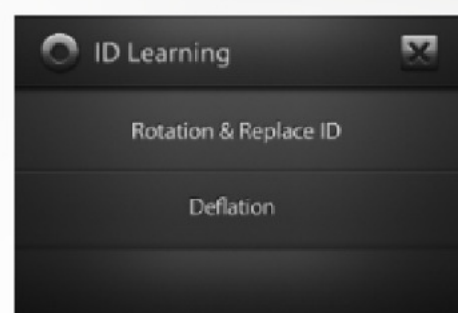 ID Learning
Rotation & Replace ID
Deflation